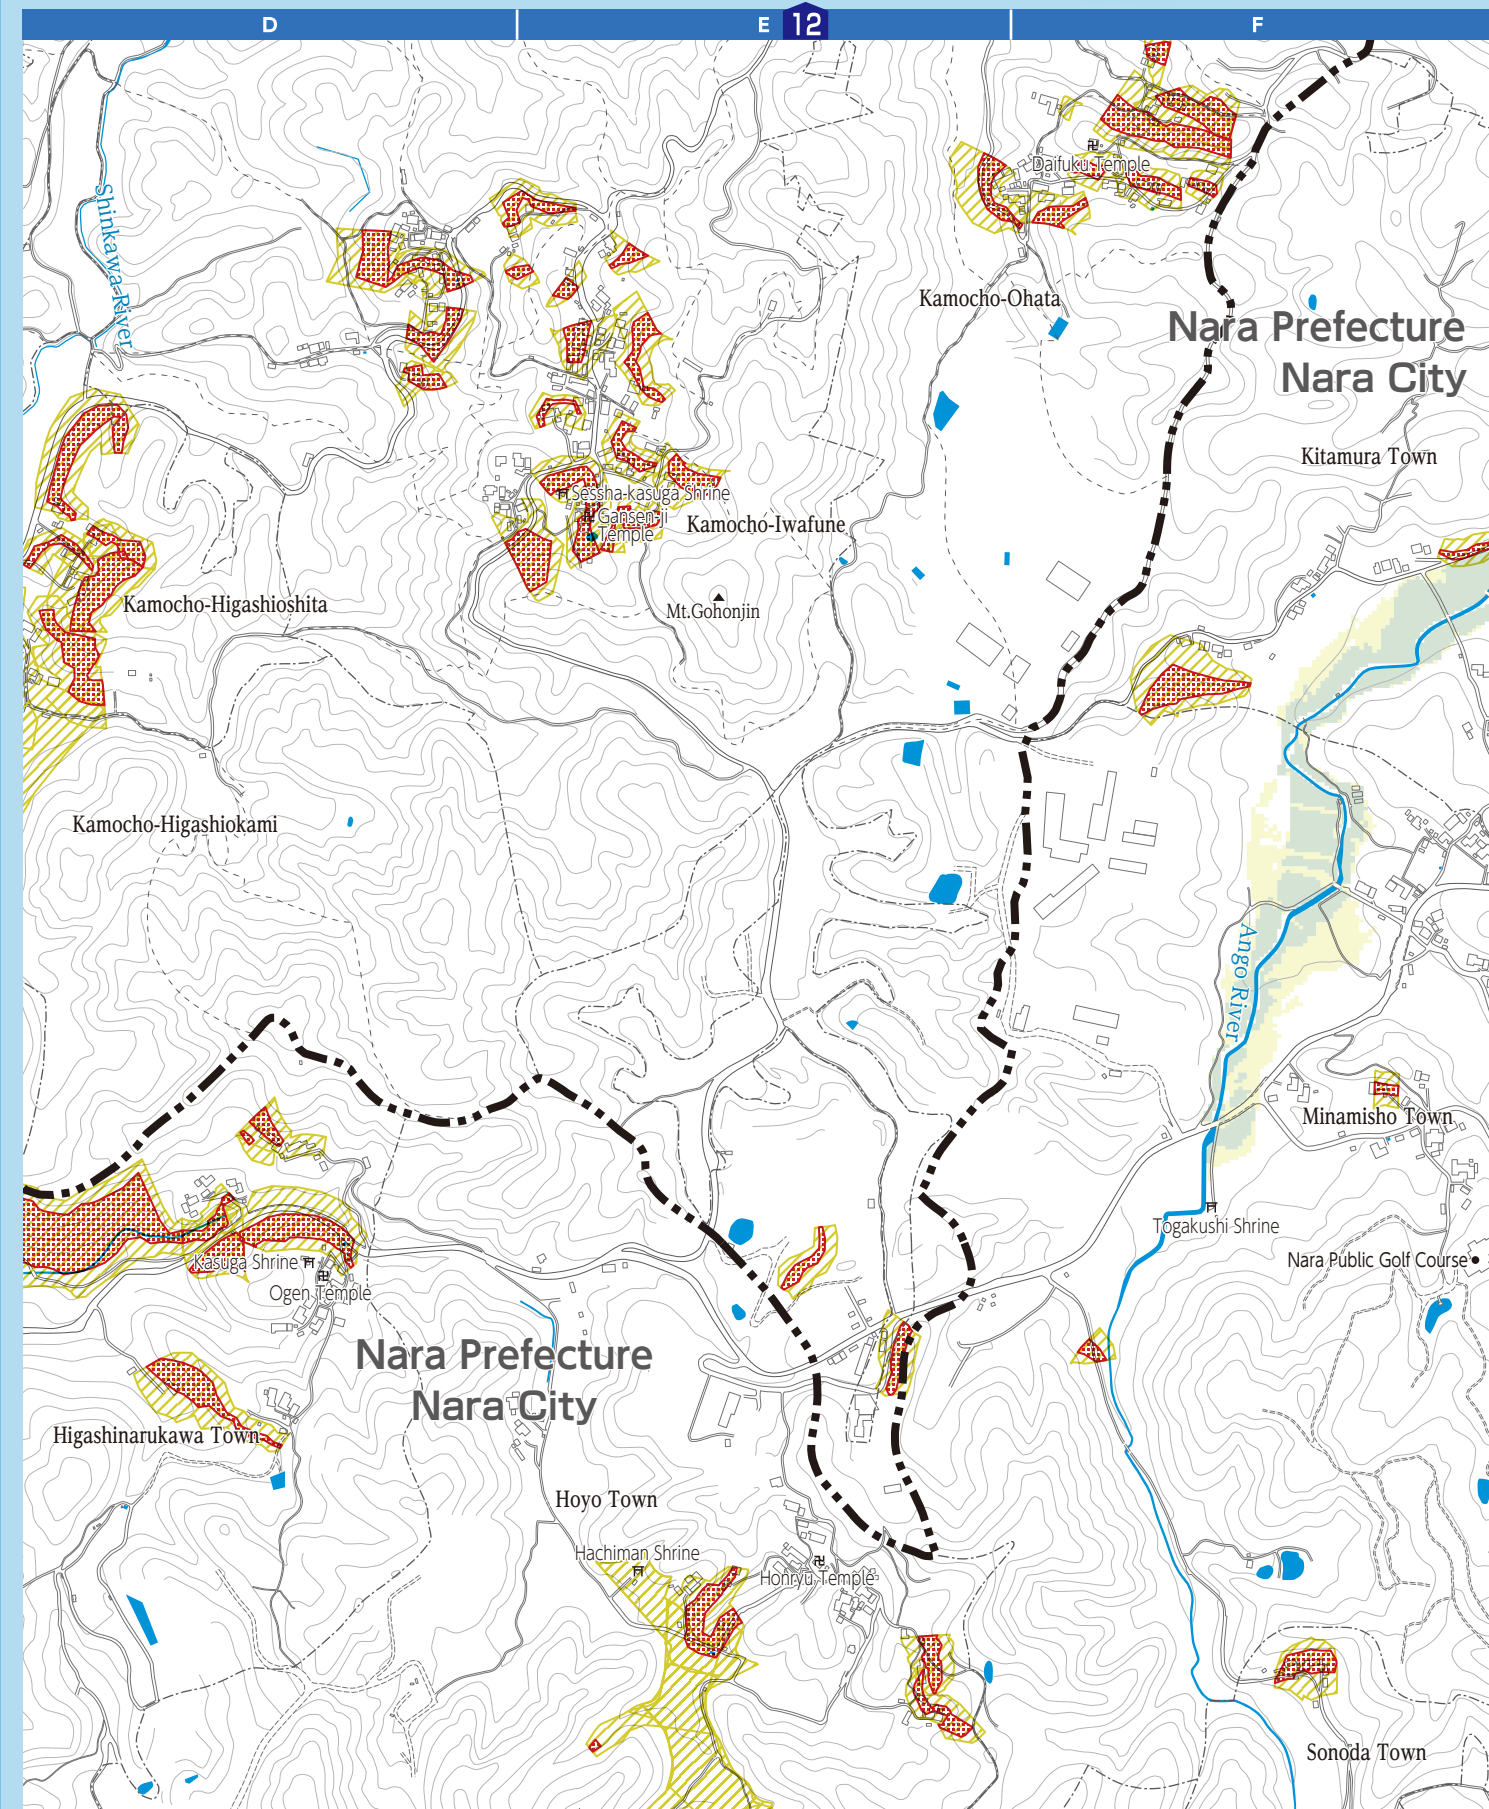 D
E
12
F
Daifuku Temple
Shinkawa River
Kamocho-Ohata
Nara Prefecture
Nara City
Kitamura Town
Sessha-kasuga Shrine
Gansen-ji
Temple
Kamocho-Iwafune
Kamocho-Higashioshita
Mt.Gohonjin
Kamocho-Higashiokami
Ango River
Minamisho Town
Togakushi Shrine
Kasuga Shrine
Nara Public Golf Course
Ogen Temple
Nara Prefecture
Nara City
Higashinarukawa Town
Hoyo Town
Hachiman Shrine
Honryu Temple
Sonoda Town